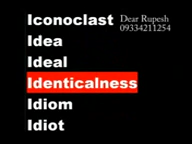 Iconoclast
Dear Rupesh
09334211254
Idea
Ideal
Identicalness
Idiom
Idiot